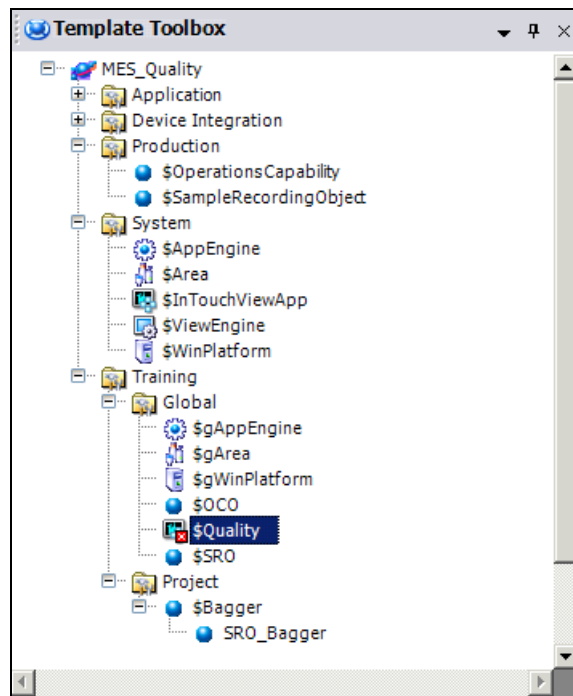 Template Toolbox
MES_Quality
Application
Device Integration
Production
$OperationsCapability
$SampleRecordingObject
System
$AppEngine
$Area
$InTouchViewApp
$ViewEngine
$WinPlatform
Training
Global
$gAppEngine
$gArea
$gWinPlatform
$OCO
$Quality
$SRO
Project
$Bagger
SRO_Bagger